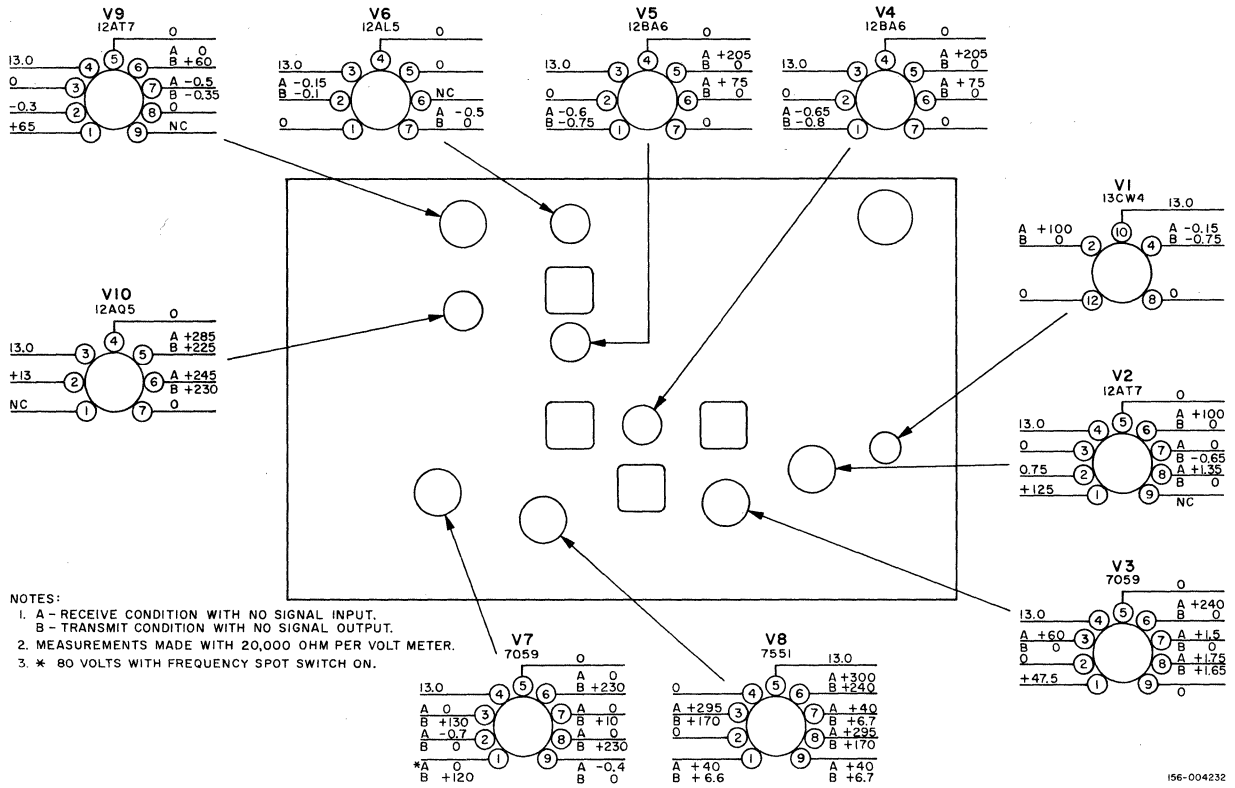 V9
12AT7
0
A 0
B +60
13.0
0
A -0.5
B -0.35
-0.3
0
+65
NC
5
4
6
3
7
2
8
1
9
V6
12AL5
0
13.0
0
A -0.15
B -0.1
NC
0
A -0.5
B 0
4
3
5
2
6
1
7
V5
12BA6
0
13.0
A +205
B 0
0
A +75
B 0
A -0.6
B -0.75
0
4
3
5
2
6
1
7
V4
12BA6
0
13.0
A +205
B 0
0
A +75
B 0
A -0.65
B -0.8
0
4
3
5
2
6
1
7
V1
13CW4
13.0
A +100
B 0
A -0.15
B -0.75
0
0
10
2
4
12
8
V10
12AQ5
0
13.0
A +285
B +225
+13
A +245
B +230
NC
0
4
3
5
2
6
1
7
V2
12AT7
0
13.0
A +100
B 0
0
A 0
B -0.65
0.75
A +1.35
B 0
+125
NC
5
4
6
3
7
2
8
1
9
V3
7059
0
13.0
A +240
B 0
A +60
B 0
A +1.5
B 0
0
A +1.75
B +1.65
+47.5
0
5
4
6
3
7
2
8
1
9
NOTES:
1. A - RECEIVE CONDITION WITH NO SIGNAL INPUT.
B - TRANSMIT CONDITION WITH NO SIGNAL OUTPUT.
2. MEASUREMENTS MADE WITH 20,000 OHM PER VOLT METER.
3. * 80 VOLTS WITH FREQUENCY SPOT SWITCH ON.
V7
7059
0
13.0
A 0
B +230
A 0
B +130
A 0
B +10
A -0.7
B 0
A 0
B +230
*A 0
B +120
A -0.4
B 0
5
4
6
3
7
2
8
1
9
V8
7551
13.0
0
A +300
B +240
A +295
B +170
A +40
B +6.7
0
A +295
B +170
A +40
B +6.6
A +40
B +6.7
5
4
6
3
7
2
8
1
9
156-004232